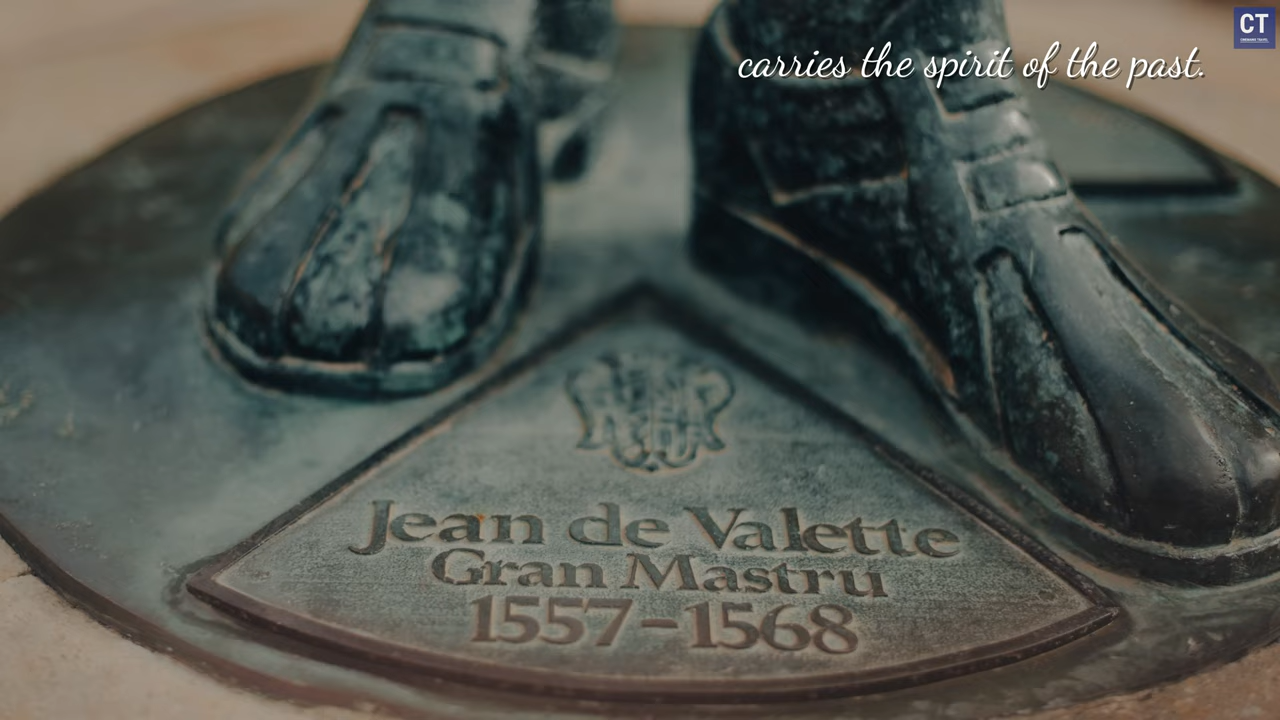 CT
carries the spirit of the past.
Jean de Valette
Gran Mastru
1557-1568